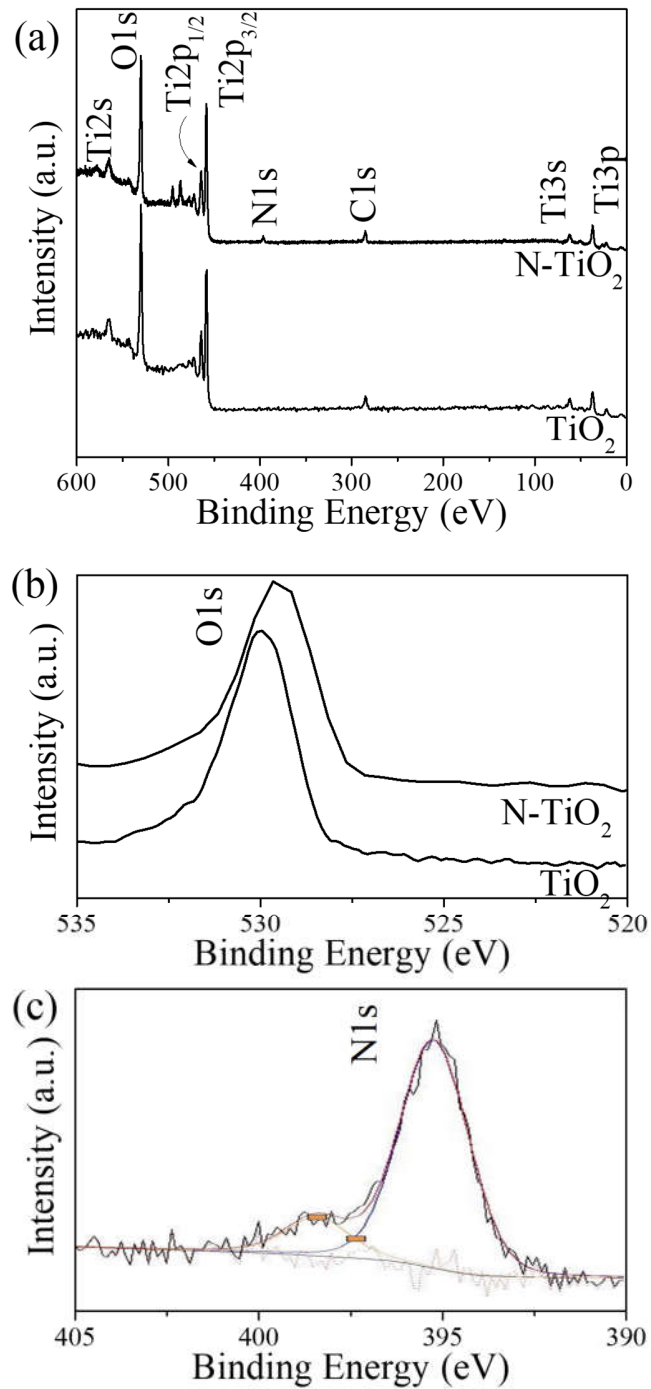 (a)
Intensity (a.u.)
Ti2s
O1s
Ti2p1/2
Ti2p3/2
N1s
C1s
Ti3s
Ti3p
N-TiO2
TiO2
600 500 400 300 200 100 0
Binding Energy (eV)
(b)
Intensity (a.u.)
O1s
N-TiO2
TiO2
535 530 525 520
Binding Energy (eV)
(c)
Intensity (a.u.)
N1s
405 400 395 390
Binding Energy (eV)